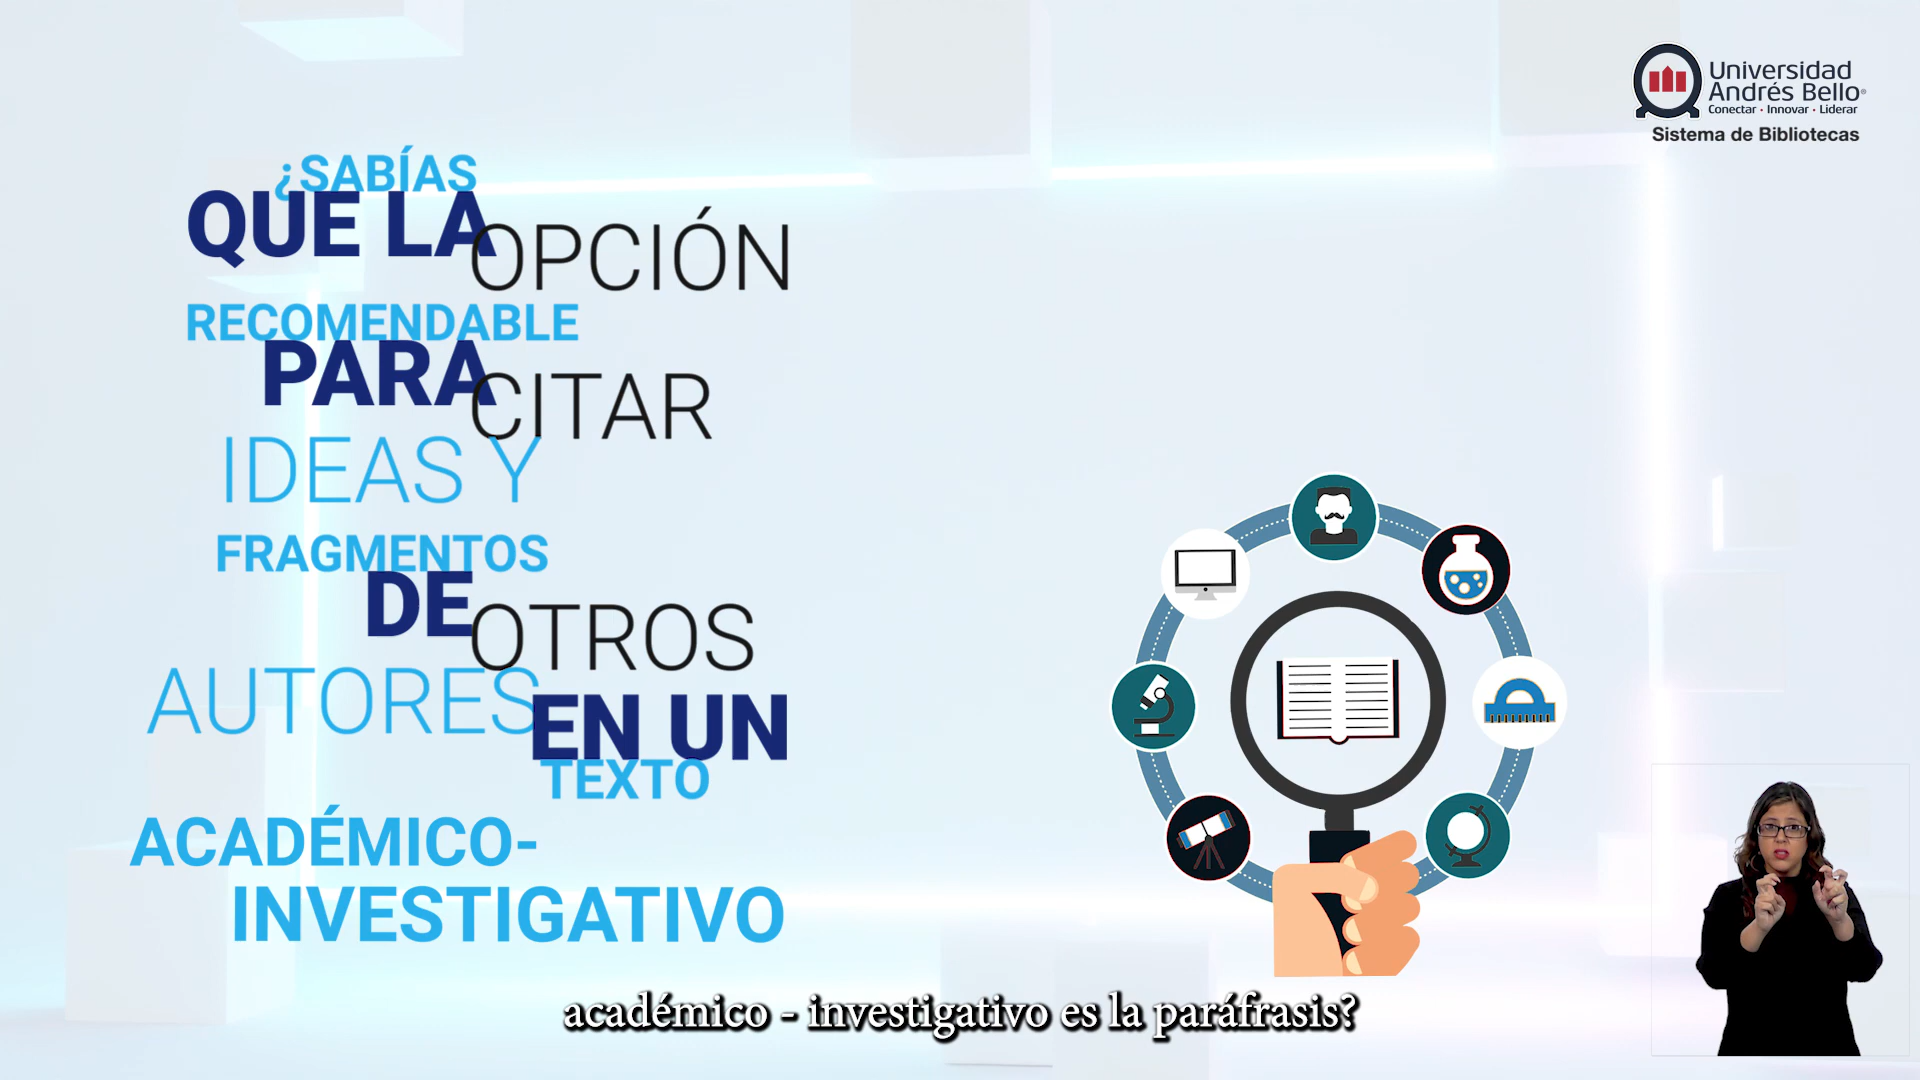 Universidad
Andrés Bello®
Conectar · Innovar · Liderar
Sistema de Bibliotecas
¿SABÍAS
QUE LA
OPCIÓN
RECOMENDABLE
PARA
CITAR
IDEAS Y
FRAGMENTOS
DE
OTROS
AUTORES
EN UN
TEXTO
ACADÉMICO-
INVESTIGATIVO
académico - investigativo es la paráfrasis?